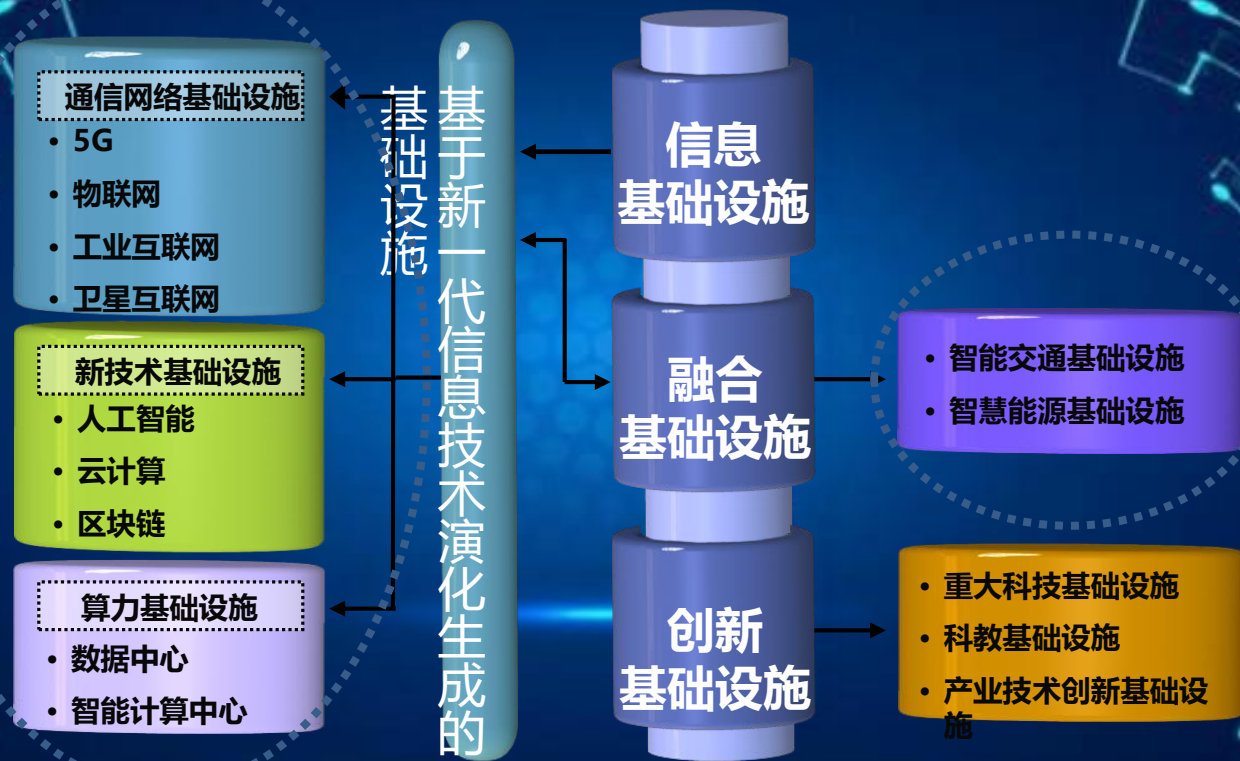 通信网络基础设施
• 5G
• 物联网
• 工业互联网
• 卫星互联网
新技术基础设施
• 人工智能
• 云计算
• 区块链
算力基础设施
• 数据中心
• 智能计算中心
基于新一代信息技术演化生成的
基础设施
信息
基础设施
融合
基础设施
创新
基础设施
• 智能交通基础设施
• 智慧能源基础设施
• 重大科技基础设施
• 科教基础设施
• 产业技术创新基础设
施